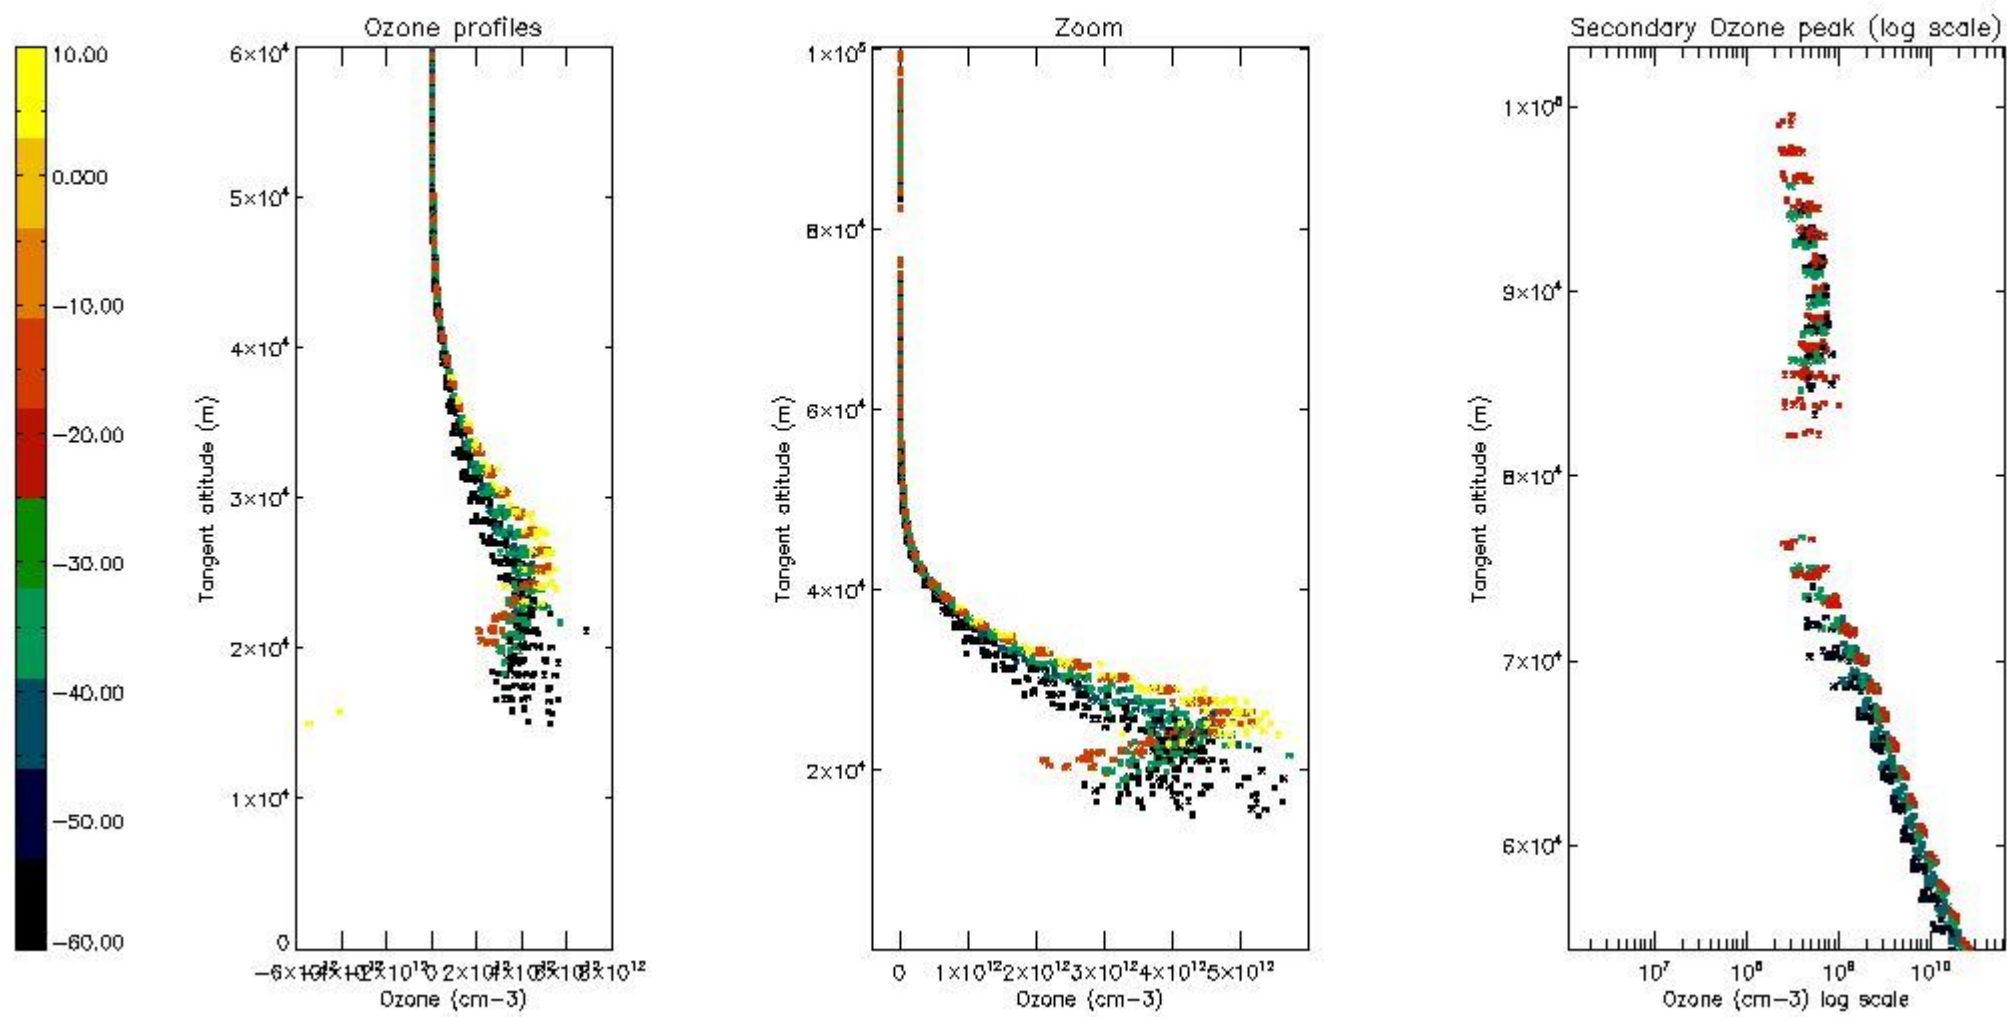 Ozone profiles
Zoom
Secondary Ozone peak (log scale)
10.00
0.000
−10.00
−20.00
−30.00
−40.00
−50.00
−60.00
6×10⁴
5×10⁴
4×10⁴
3×10⁴
2×10⁴
1×10⁴
0
Tangent altitude (m)
0
8×10¹²
Ozone (cm−3)
1×10⁵
8×10⁴
6×10⁴
4×10⁴
2×10⁴
Tangent altitude (m)
0 1×10¹² 2×10¹² 3×10¹² 4×10¹² 5×10¹²
Ozone (cm−3)
9×10⁴
8×10⁴
7×10⁴
6×10⁴
Tangent altitude (m)
10⁷ 10⁸ 10⁹ 10¹⁰
Ozone (cm−3) log scale